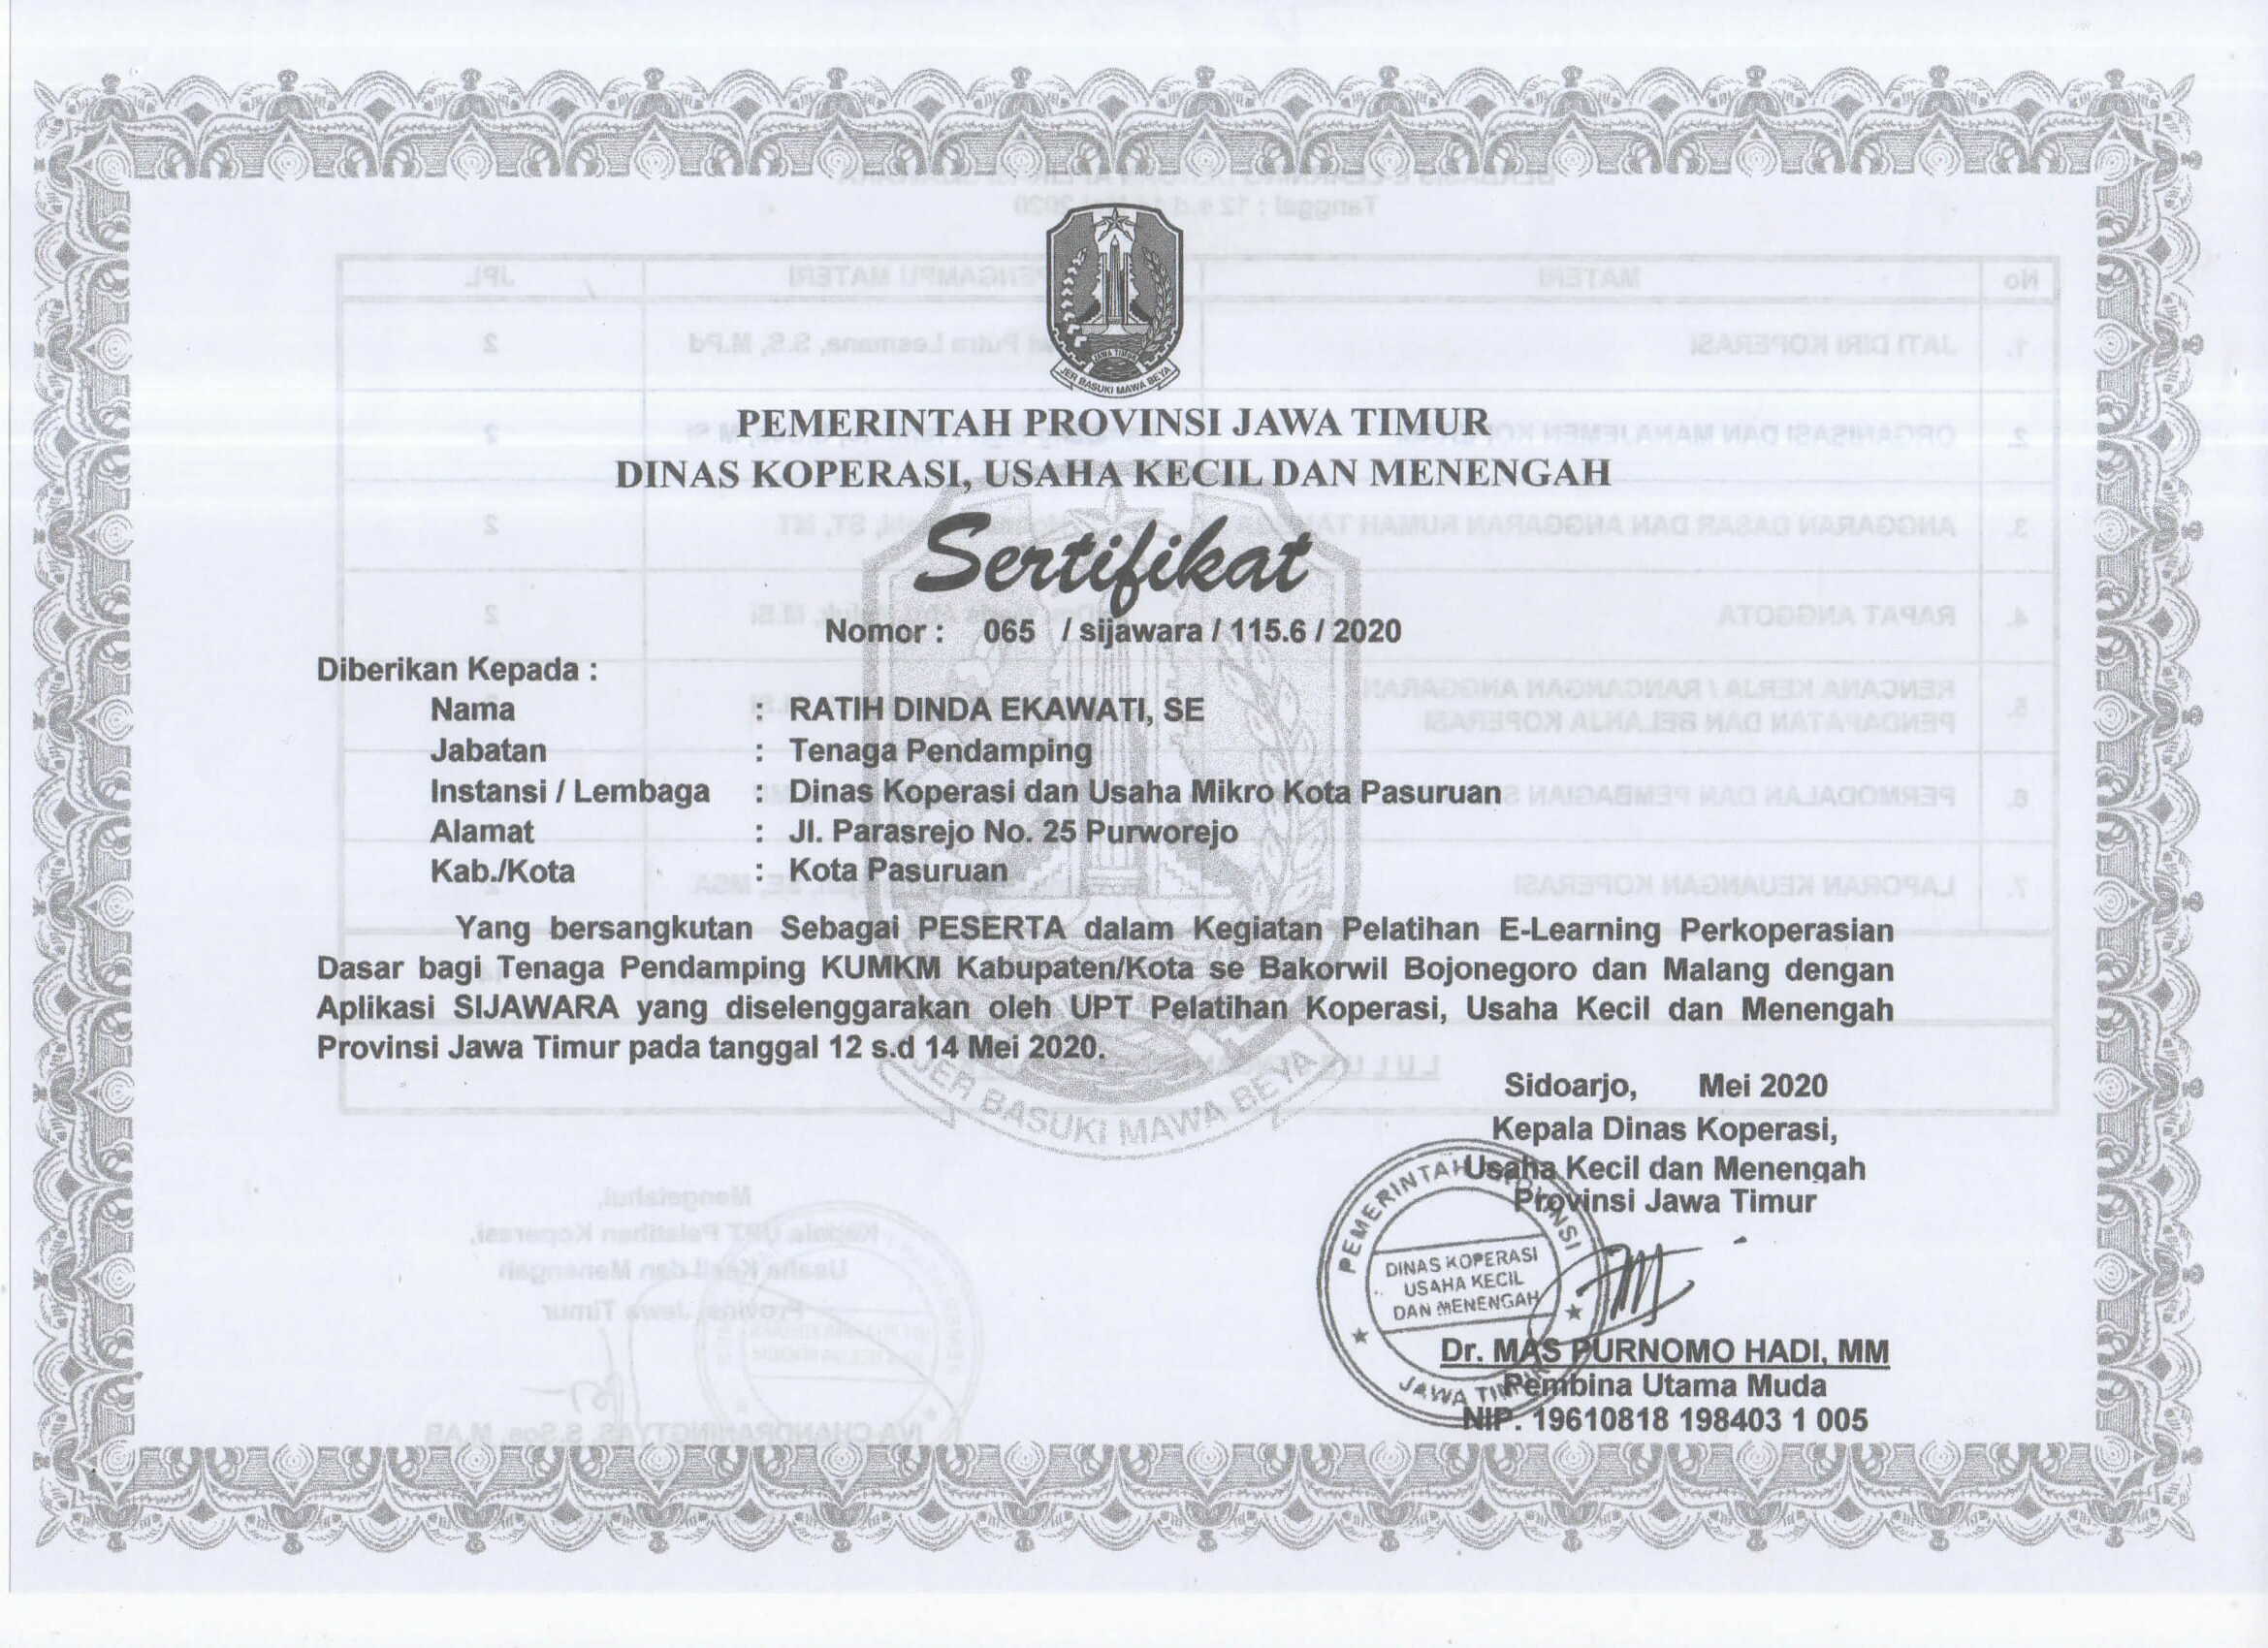 JAWA TIMUR
JER BASUKI MAWA BEYA
PEMERINTAH PROVINSI JAWA TIMUR
DINAS KOPERASI, USAHA KECIL DAN MENENGAH
Sertifikat
Nomor : 065 / sijawara / 115.6 / 2020
Diberikan Kepada :
Nama : RATIH DINDA EKAWATI, SE
Jabatan : Tenaga Pendamping
Instansi / Lembaga : Dinas Koperasi dan Usaha Mikro Kota Pasuruan
Alamat : Jl. Parasrejo No. 25 Purworejo
Kab./Kota : Kota Pasuruan
Yang bersangkutan Sebagai PESERTA dalam Kegiatan Pelatihan E-Learning Perkoperasian
Dasar bagi Tenaga Pendamping KUMKM Kabupaten/Kota se Bakorwil Bojonegoro dan Malang dengan
Aplikasi SIJAWARA yang diselenggarakan oleh UPT Pelatihan Koperasi, Usaha Kecil dan Menengah
Provinsi Jawa Timur pada tanggal 12 s.d 14 Mei 2020.
JER BASUKI MAWA BEYA
Sidoarjo, Mei 2020
Kepala Dinas Koperasi,
Usaha Kecil dan Menengah
Provinsi Jawa Timur
PEMERINTAH PROVINSI
DINAS KOPERASI
USAHA KECIL
DAN MENENGAH
JAWA TIMUR
Dr. MAS PURNOMO HADI, MM
Pembina Utama Muda
NIP. 19610818 198403 1 005